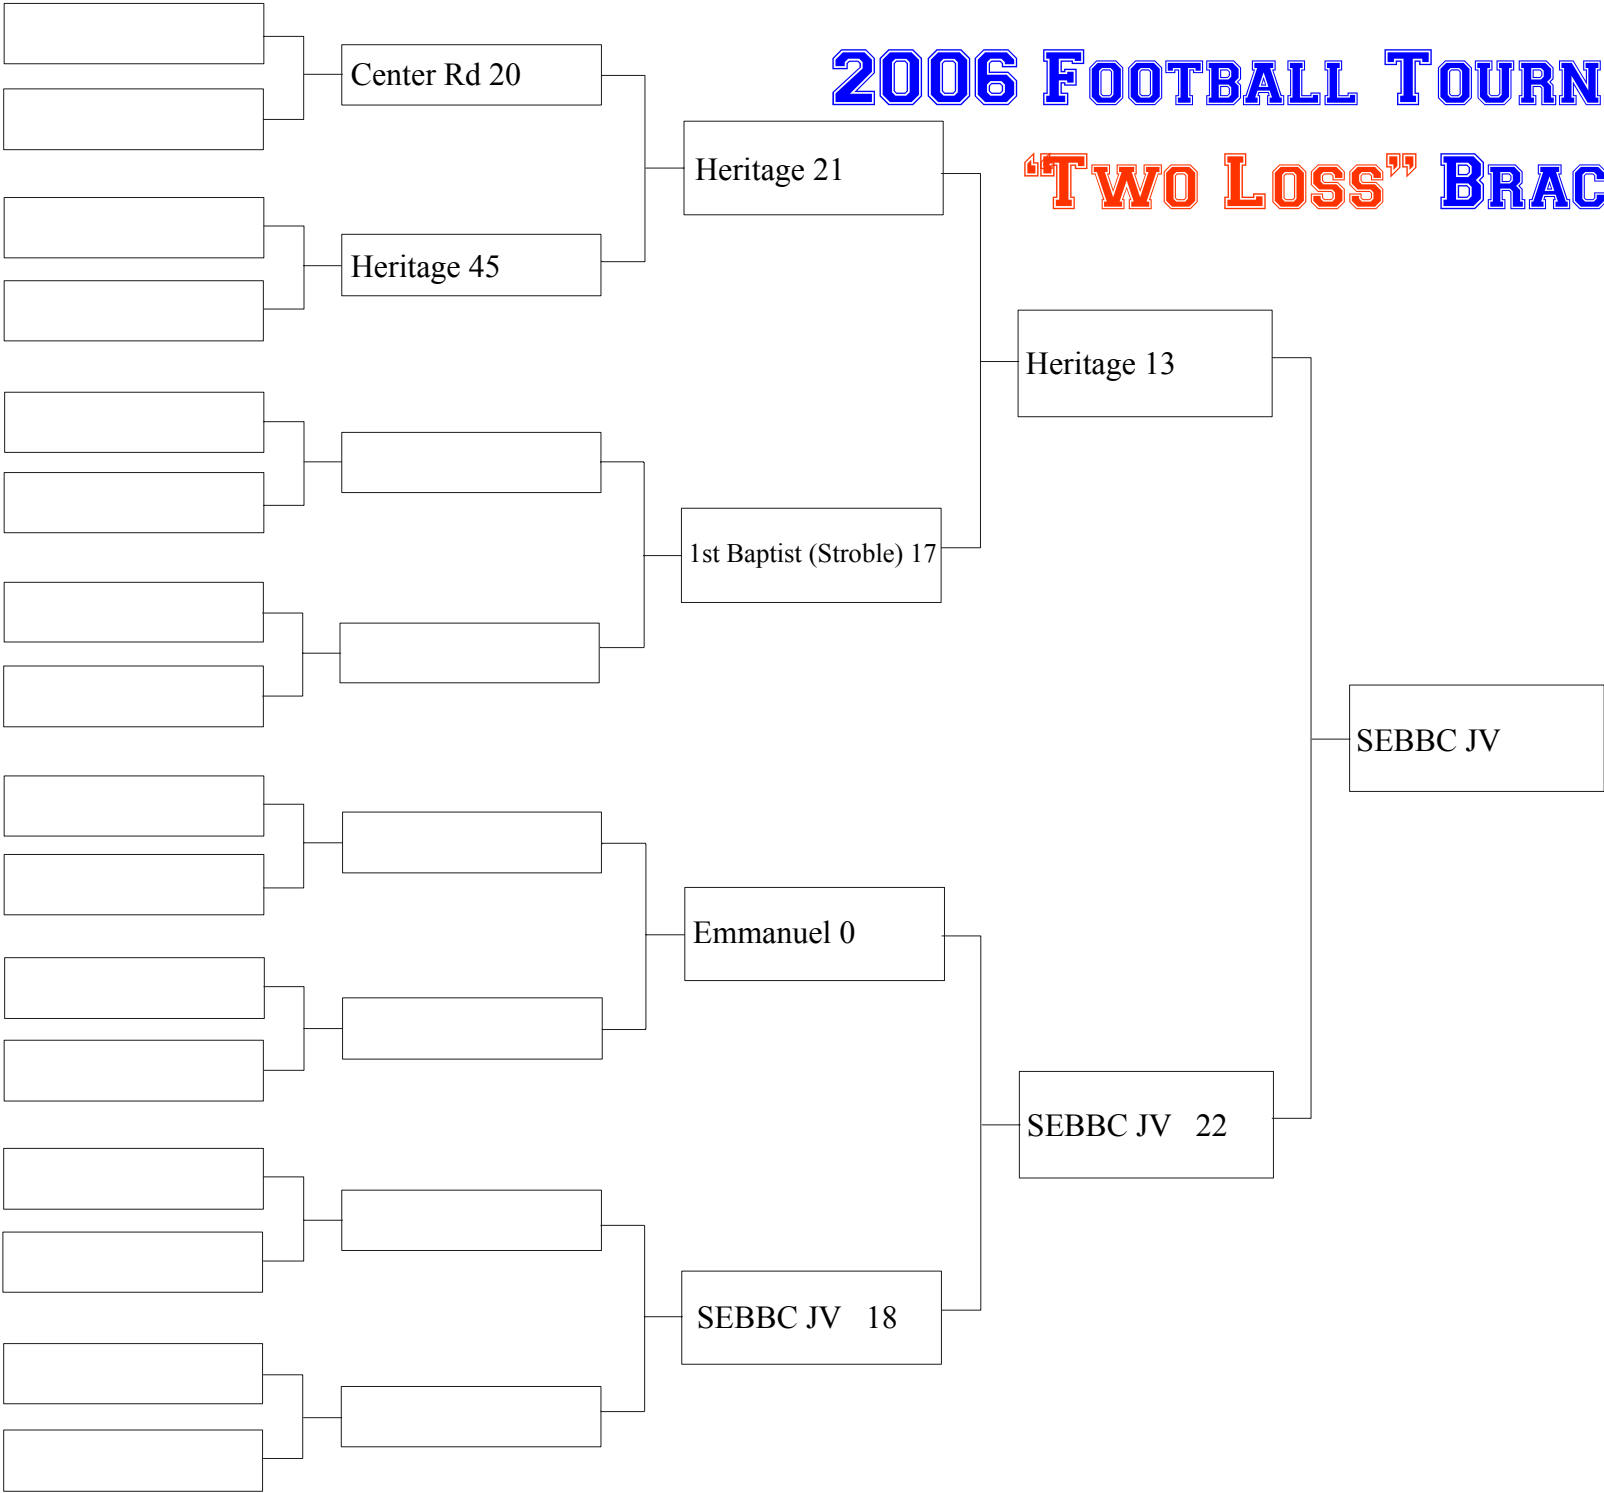 2006 Football Tourn
“Two Loss” Brac
Center Rd 20
Heritage 45
Heritage 21
1st Baptist (Stroble) 17
Heritage 13
SEBBC JV
Emmanuel 0
SEBBC JV 22
SEBBC JV 18